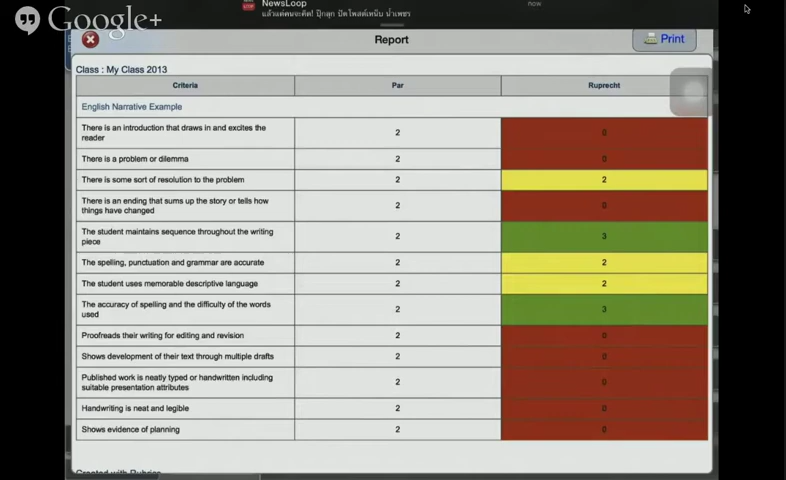 Google+
NewsLoop
now
Report
Print
Class : My Class 2013
Criteria Par Ruprecht
English Narrative Example
There is an introduction that draws in and excites the
reader 2 0
There is a problem or dilemma 2 0
There is some sort of resolution to the problem 2 2
There is an ending that sums up the story or tells how
things have changed 2 0
The student maintains sequence throughout the writing
piece 2 3
The spelling, punctuation and grammar are accurate 2 2
The student uses memorable descriptive language 2 2
The accuracy of spelling and the difficulty of the words
used 2 3
Proofreads their writing for editing and revision 2 0
Shows development of their text through multiple drafts 2 0
Published work is neatly typed or handwritten including
suitable presentation attributes 2 0
Handwriting is neat and legible 2 0
Shows evidence of planning 2 0
Created with Rubrics